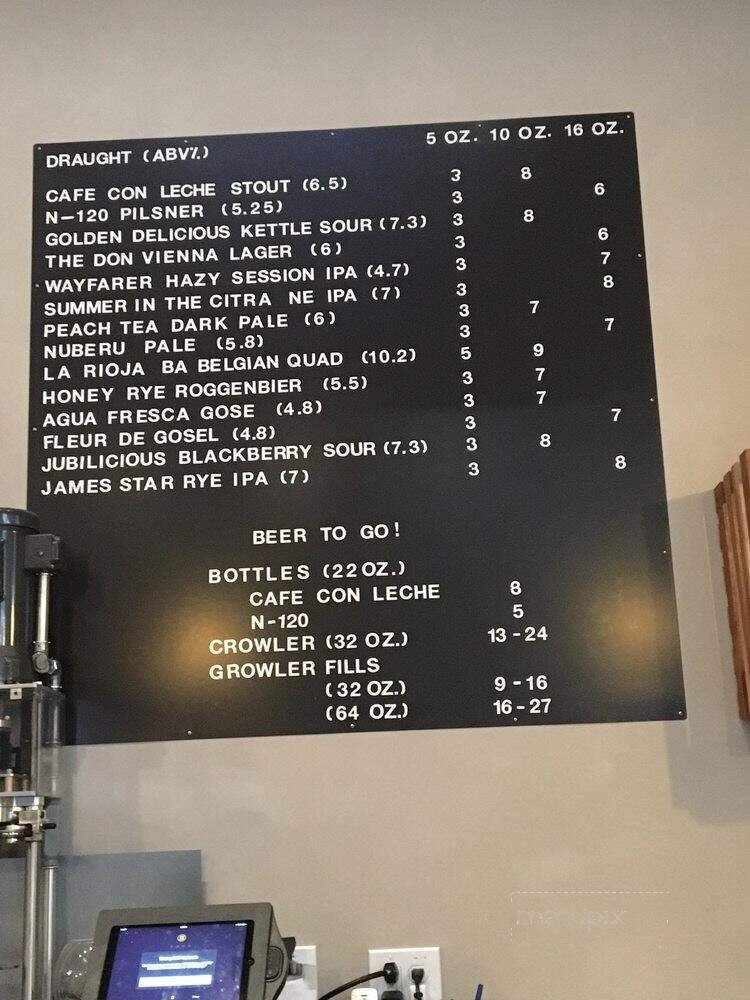 DRAUGHT (ABV%) 5 OZ. 10 OZ. 16 OZ.
CAFE CON LECHE STOUT (6.5) 3 8
N-120 PILSNER (5.25) 3 6
GOLDEN DELICIOUS KETTLE SOUR (7.3) 3 8
THE DON VIENNA LAGER (6) 3 6
WAYFARER HAZY SESSION IPA (4.7) 3 7
SUMMER IN THE CITRA NE IPA (7) 3 8
PEACH TEA DARK PALE (6) 3 7
NUBERU PALE (5.8) 3 7
LA RIOJA BA BELGIAN QUAD (10.2) 5 9
HONEY RYE ROGGENBIER (5.5) 3 7
AGUA FRESCA GOSE (4.8) 3 7
FLEUR DE GOSEL (4.8) 3 7
JUBILICIOUS BLACKBERRY SOUR (7.3) 3 8
JAMES STAR RYE IPA (7) 3 8
BEER TO GO!
BOTTLES (22 OZ.)
CAFE CON LECHE 8
N-120 5
CROWLER (32 OZ.) 13-24
GROWLER FILLS
(32 OZ.) 9-16
(64 OZ.) 16-27